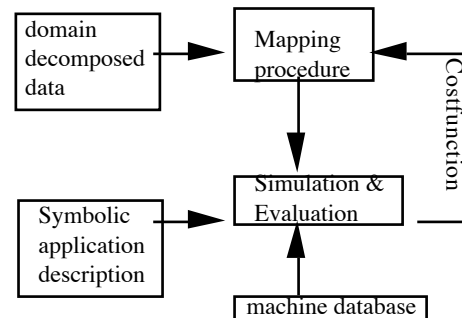 domain
decomposed
data
Mapping
procedure
Costfunction
Simulation &
Evaluation
Symbolic
application
description
machine database